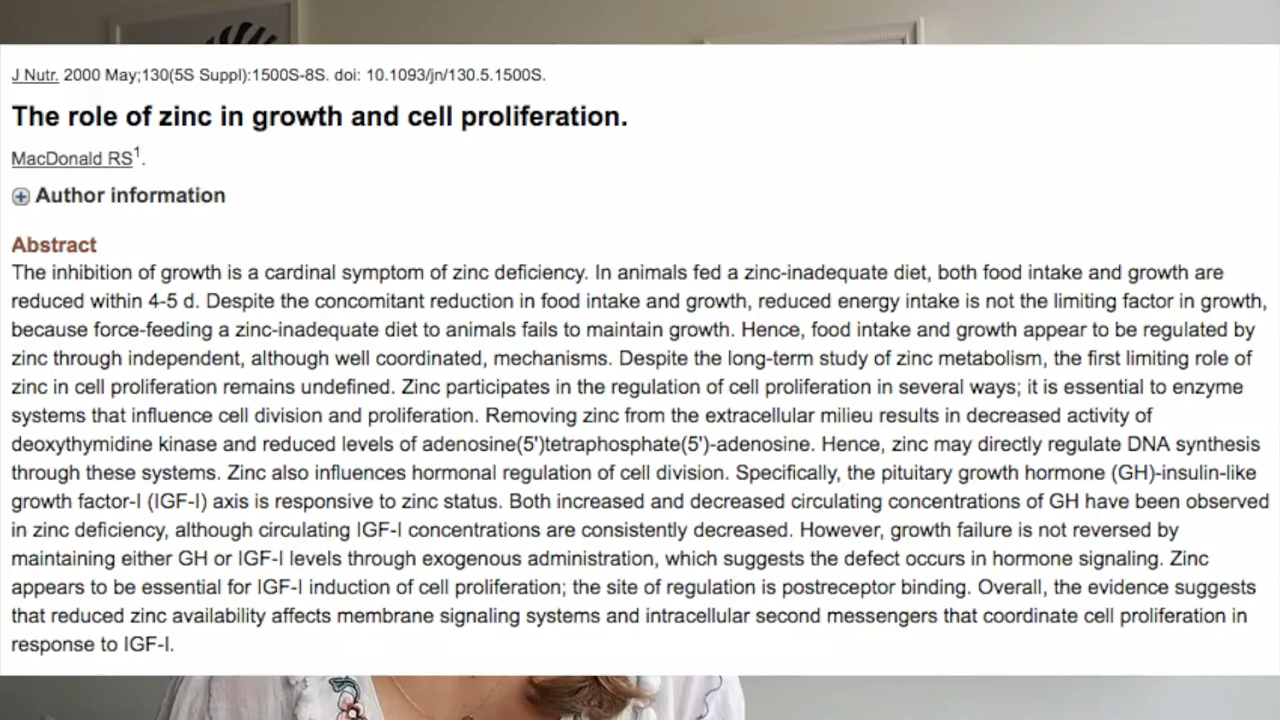 J Nutr. 2000 May;130(5S Suppl):1500S-8S. doi: 10.1093/jn/130.5.1500S.
The role of zinc in growth and cell proliferation.
MacDonald RS1.
Author information
Abstract
The inhibition of growth is a cardinal symptom of zinc deficiency. In animals fed a zinc-inadequate diet, both food intake and growth are
reduced within 4-5 d. Despite the concomitant reduction in food intake and growth, reduced energy intake is not the limiting factor in growth,
because force-feeding a zinc-inadequate diet to animals fails to maintain growth. Hence, food intake and growth appear to be regulated by
zinc through independent, although well coordinated, mechanisms. Despite the long-term study of zinc metabolism, the first limiting role of
zinc in cell proliferation remains undefined. Zinc participates in the regulation of cell proliferation in several ways; it is essential to enzyme
systems that influence cell division and proliferation. Removing zinc from the extracellular milieu results in decreased activity of
deoxythymidine kinase and reduced levels of adenosine(5')tetraphosphate(5')-adenosine. Hence, zinc may directly regulate DNA synthesis
through these systems. Zinc also influences hormonal regulation of cell division. Specifically, the pituitary growth hormone (GH)-insulin-like
growth factor-I (IGF-I) axis is responsive to zinc status. Both increased and decreased circulating concentrations of GH have been observed
in zinc deficiency, although circulating IGF-I concentrations are consistently decreased. However, growth failure is not reversed by
maintaining either GH or IGF-I levels through exogenous administration, which suggests the defect occurs in hormone signaling. Zinc
appears to be essential for IGF-I induction of cell proliferation; the site of regulation is postreceptor binding. Overall, the evidence suggests
that reduced zinc availability affects membrane signaling systems and intracellular second messengers that coordinate cell proliferation in
response to IGF-I.